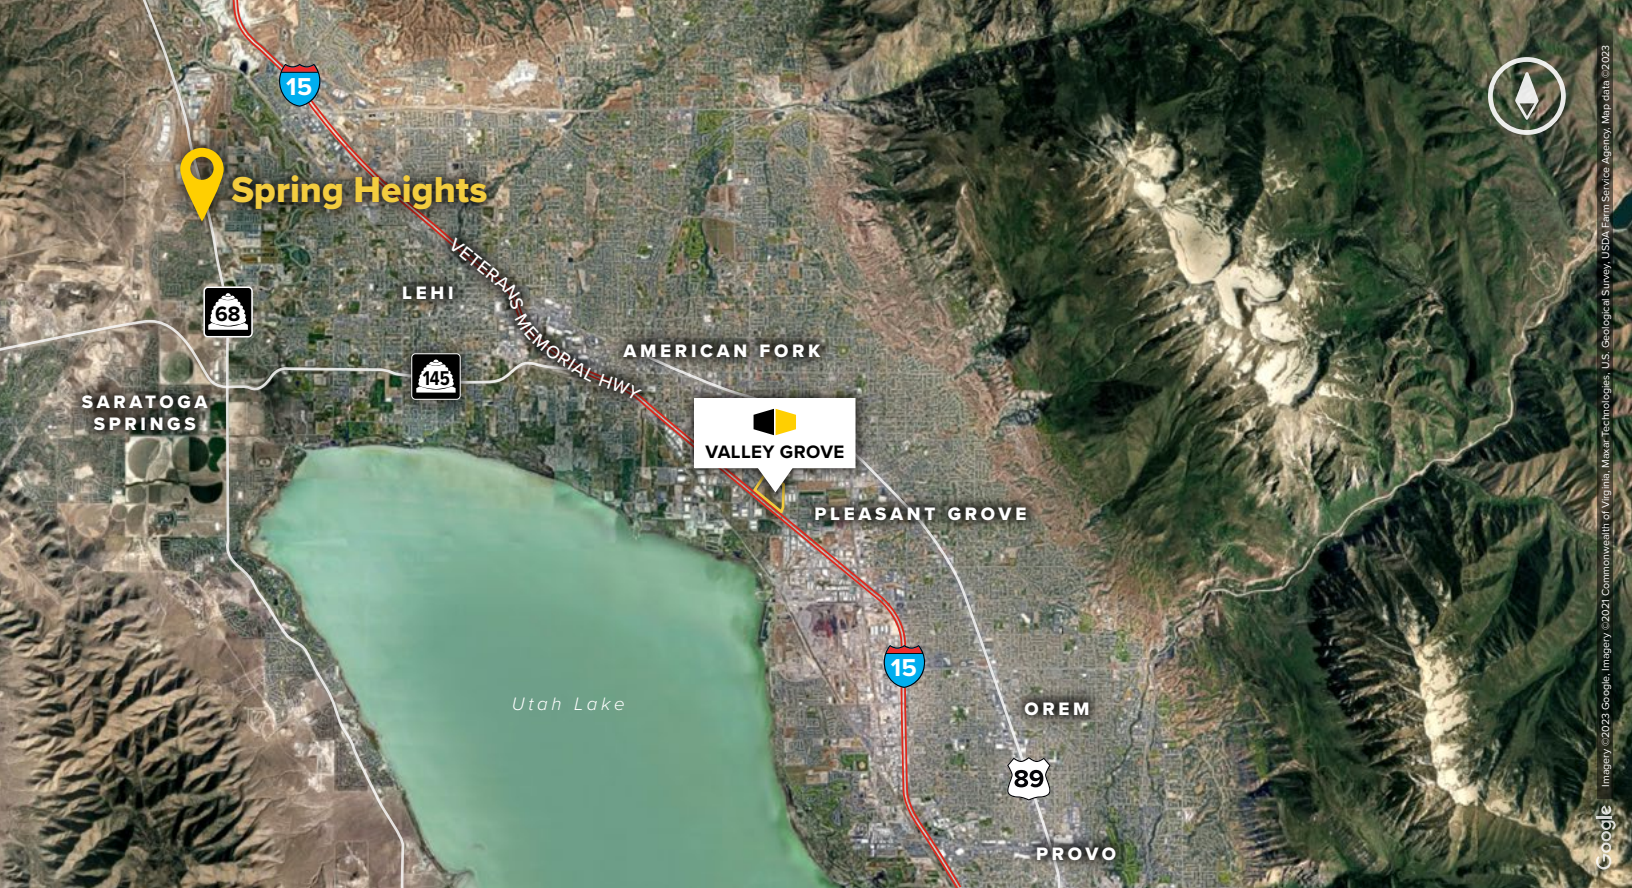 15
Spring Heights
VETERANS MEMORIAL HWY
LEHI
68
AMERICAN FORK
145
SARATOGA
SPRINGS
VALLEY GROVE
PLEASANT GROVE
15
Utah Lake
OREM
89
PROVO
Google
Imagery ©2023 Google, Imagery ©2021 Commonwealth of Virginia, Maxar Technologies, U.S. Geological Survey, USDA Farm Service Agency, Map data ©2023